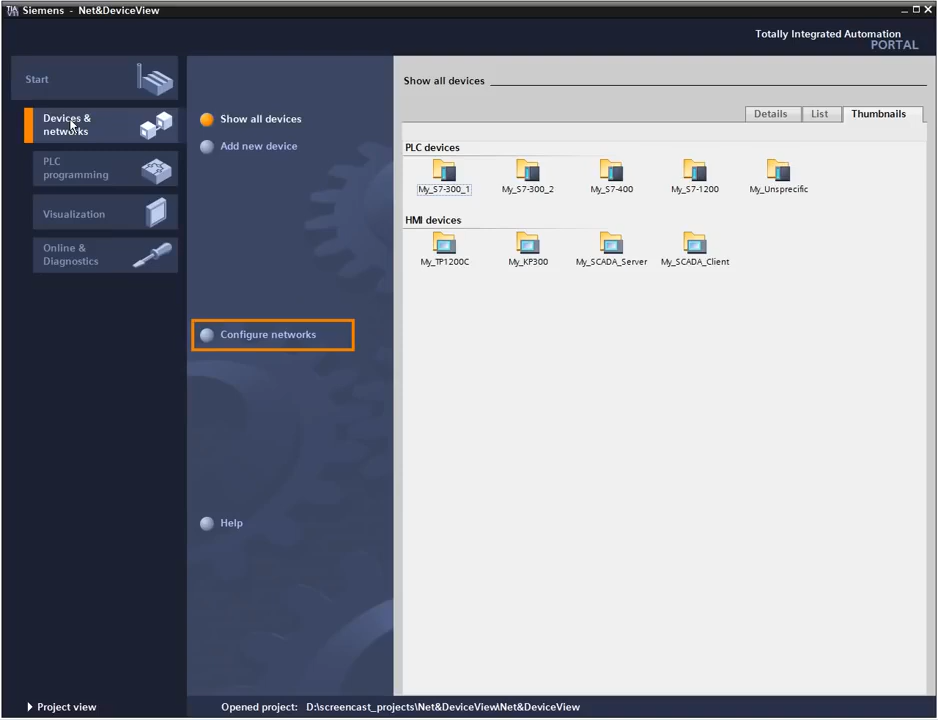 Siemens - Net&DeviceView
Totally Integrated Automation
PORTAL
Start
Devices &
networks
PLC
programming
Visualization
Online &
Diagnostics
Project view
Show all devices
Add new device
Configure networks
Help
Show all devices
Details
List
Thumbnails
PLC devices
My_S7-300_1
My_S7-300_2
My_S7-400
My_S7-1200
My_Unsprecific
HMI devices
My_TP1200C
My_KP300
My_SCADA_Server
My_SCADA_Client
Opened project: D:\screencast_projects\Net&DeviceView\Net&DeviceView